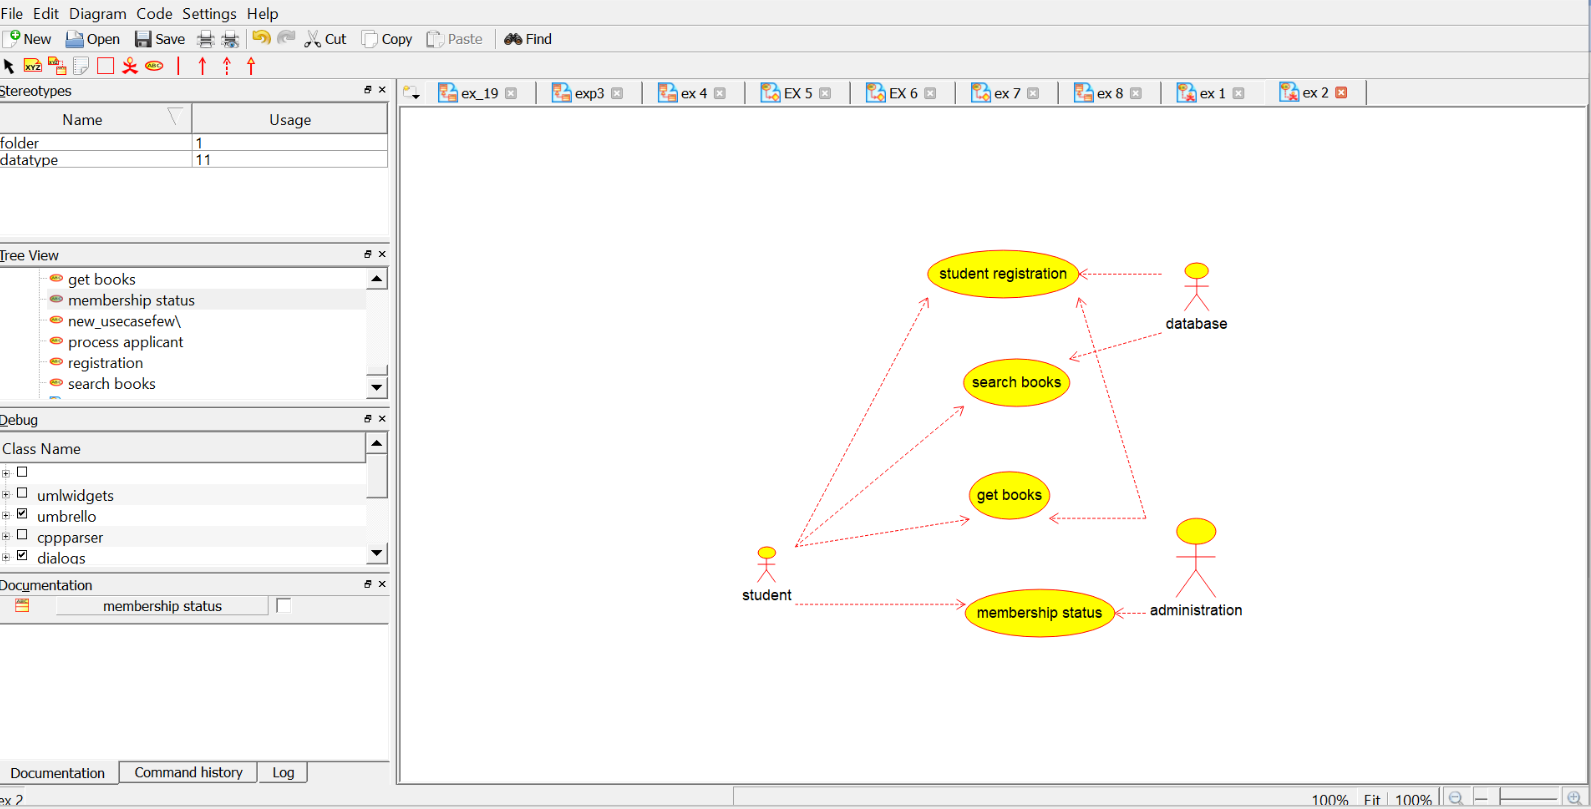 File Edit Diagram Code Settings Help
New Open Save Cut Copy Paste Find
XYZ ABC
Stereotypes
ex_19 exp3 ex 4 EX 5 EX 6 ex 7 ex 8 ex 1 ex 2
Name Usage
folder 1
datatype 11
Tree View
get books
membership status
new_usecasefew\
process applicant
registration
search books
Debug
Class Name
umlwidgets
umbrello
cppparser
dialogs
Documentation
membership status
Documentation Command history Log
student registration
database
search books
get books
student
administration
membership status
ex 2
100% Fit 100%